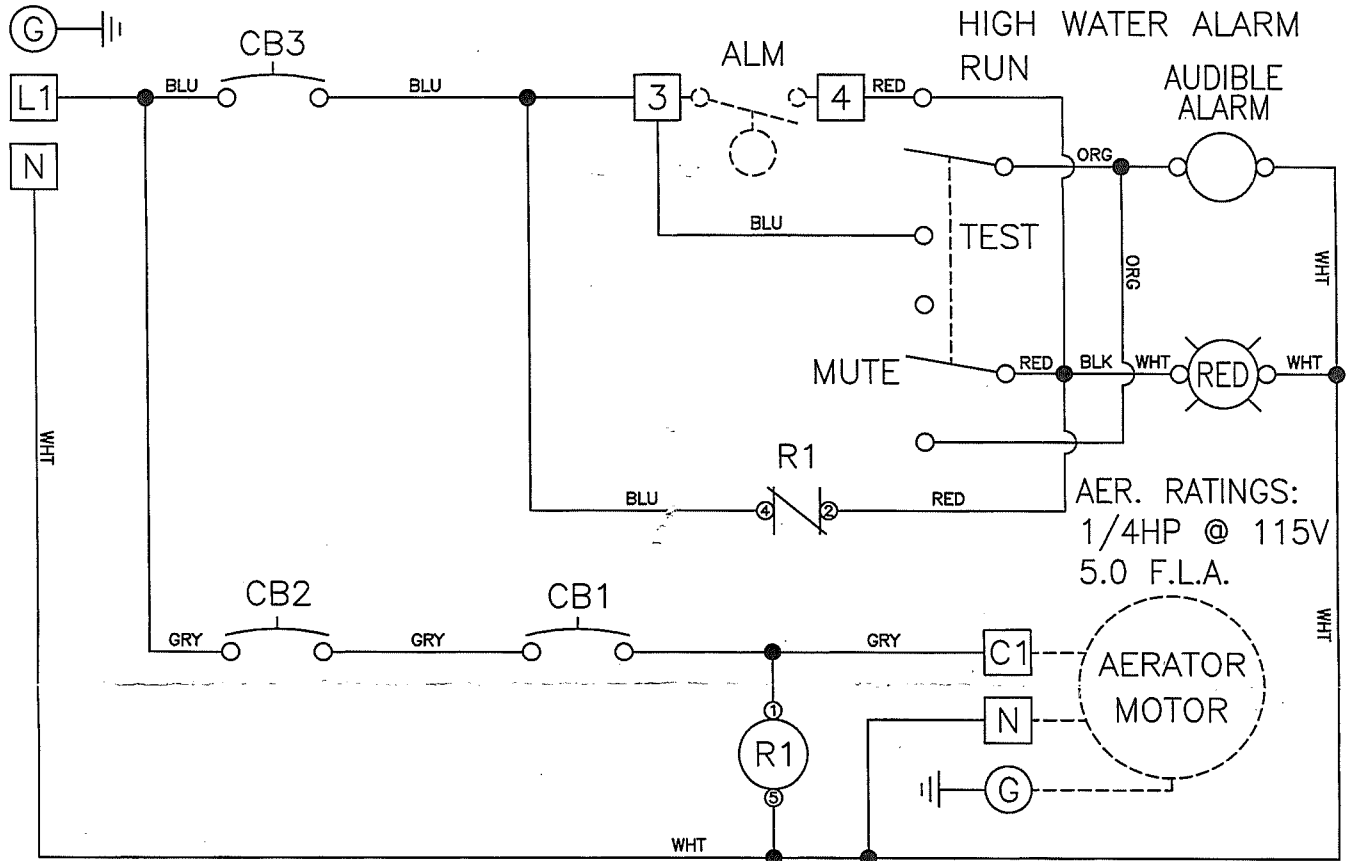 G
HIGH WATER ALARM
CB3
ALM
RUN
AUDIBLE
ALARM
L1
BLU
BLU
3
4
RED
N
ORG
BLU
TEST
ORG
WHT
MUTE
RED
BLK
WHT
RED
WHT
WHT
R1
BLU
4
2
RED
AER. RATINGS:
1/4HP @ 115V
5.0 F.L.A.
CB2
CB1
WHT
GRY
GRY
GRY
C1
AERATOR
MOTOR
1
N
R1
G
5
WHT